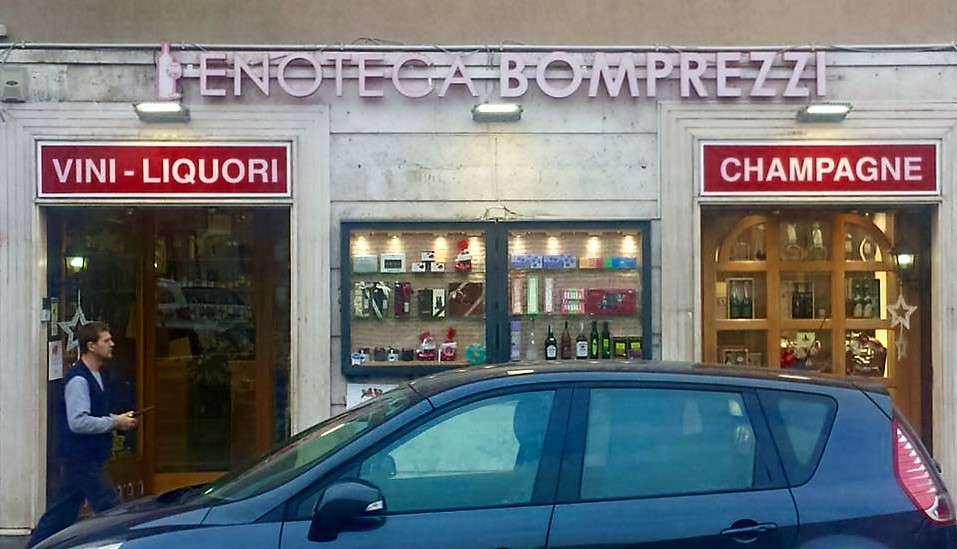 ENOTECA BOMPREZZI
VINI - LIQUORI
CHAMPAGNE